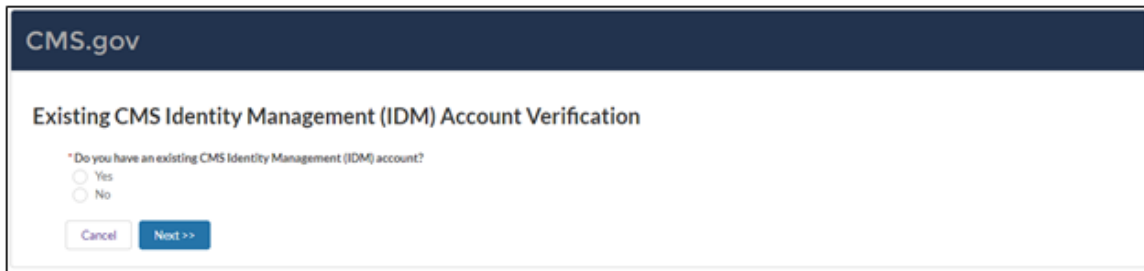 CMS.gov
Existing CMS Identity Management (IDM) Account Verification
*Do you have an existing CMS Identity Management (IDM) account?
Yes
No
Cancel Next >>